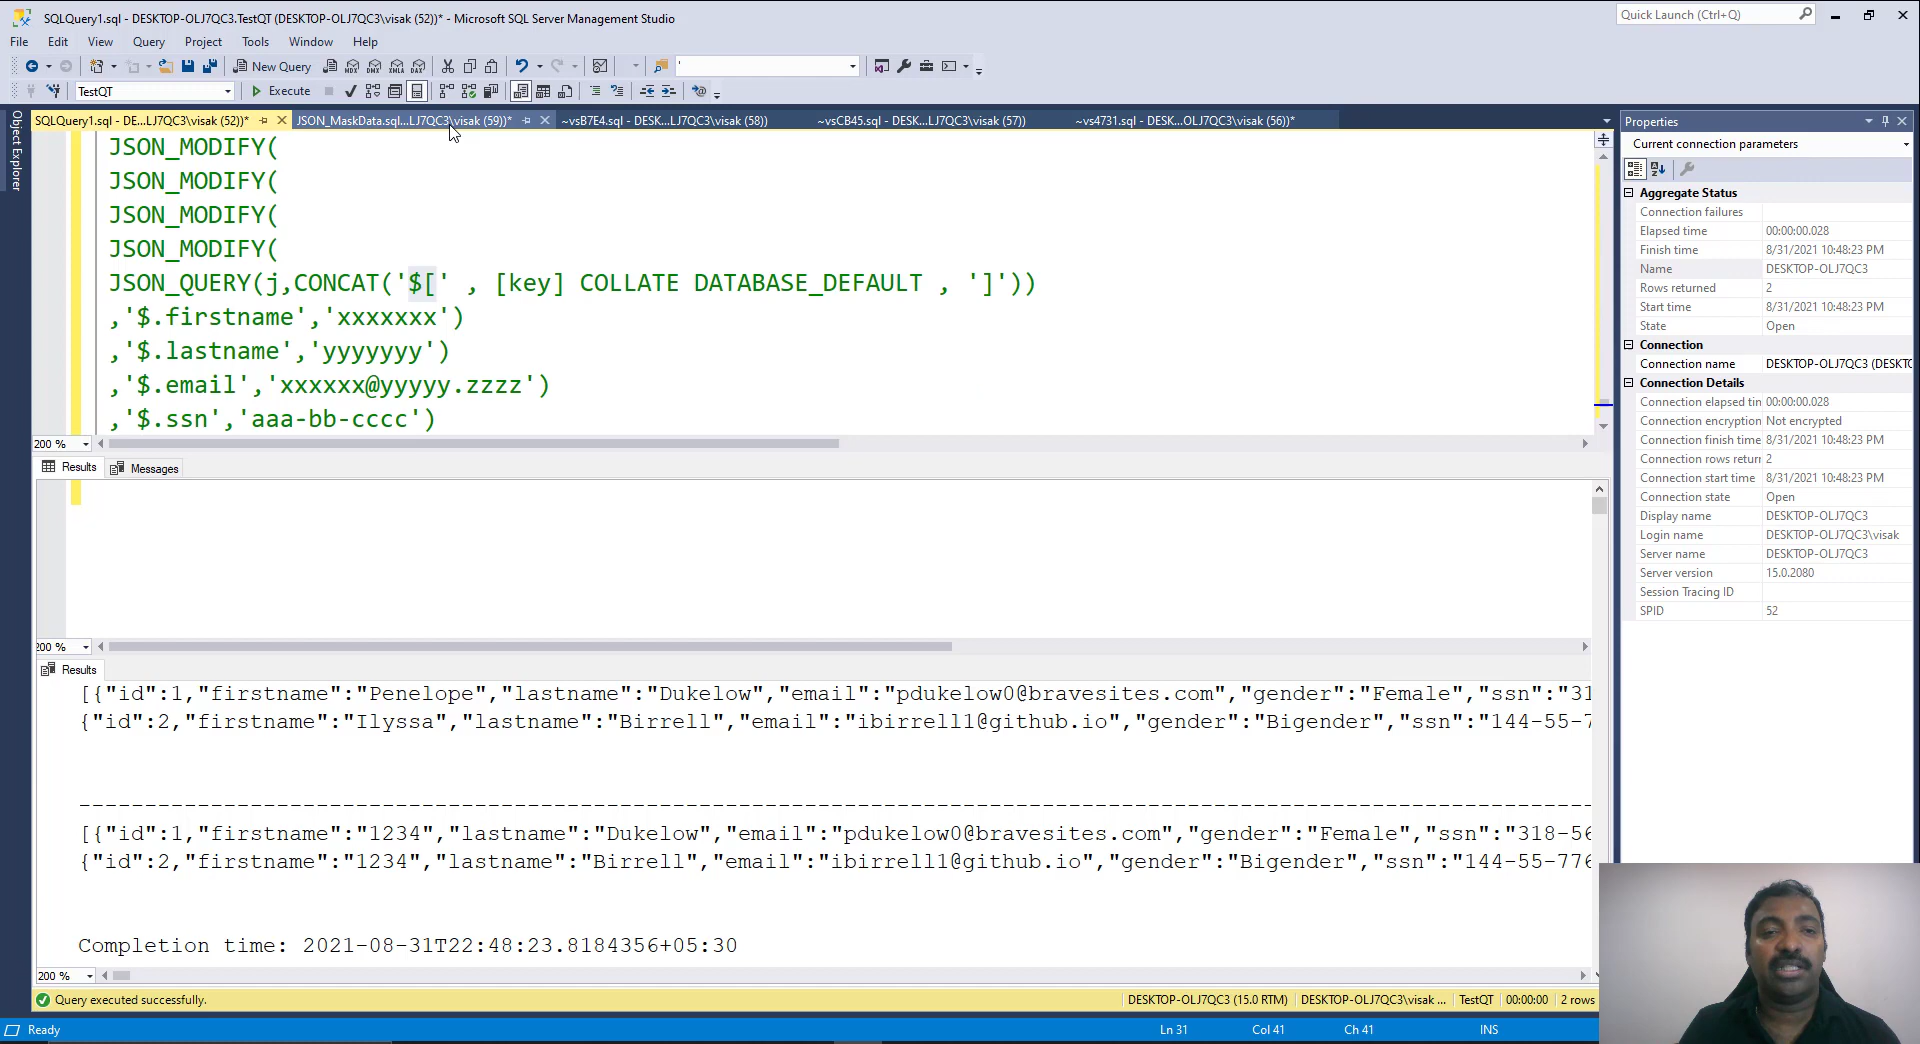 SQLQuery1.sql - DESKTOP-OLJ7QC3.TestQT (DESKTOP-OLJ7QC3\visak (52))* - Microsoft SQL Server Management Studio
Quick Launch (Ctrl+Q)
File Edit View Query Project Tools Window Help
New Query
MDX DMX XMLA DAX
TestQT Execute
SQLQuery1.sql - DE...LJ7QC3\visak (52))*
JSON_MaskData.sql...LJ7QC3\visak (59))*
~vsB7E4.sql - DESK...LJ7QC3\visak (58))
~vsCB45.sql - DESK...LJ7QC3\visak (57))
~vs4731.sql - DESK...OLJ7QC3\visak (56))*
Object Explorer
JSON_MODIFY(
JSON_MODIFY(
JSON_MODIFY(
JSON_MODIFY(
JSON_QUERY(j,CONCAT('$[' , [key] COLLATE DATABASE_DEFAULT , ']'))
,'$.firstname','xxxxxxx')
,'$.lastname','yyyyyyy')
,'$.email','xxxxxx@yyyyy.zzzz')
,'$.ssn','aaa-bb-cccc')
200 %
Results Messages
200 %
Results
[{"id":1,"firstname":"Penelope","lastname":"Dukelow","email":"pdukelow0@bravesites.com","gender":"Female","ssn":"31
{"id":2,"firstname":"Ilyssa","lastname":"Birrell","email":"ibirrell1@github.io","gender":"Bigender","ssn":"144-55-7
[{"id":1,"firstname":"1234","lastname":"Dukelow","email":"pdukelow0@bravesites.com","gender":"Female","ssn":"318-56
{"id":2,"firstname":"1234","lastname":"Birrell","email":"ibirrell1@github.io","gender":"Bigender","ssn":"144-55-776
Completion time: 2021-08-31T22:48:23.8184356+05:30
200 %
Query executed successfully.
DESKTOP-OLJ7QC3 (15.0 RTM) DESKTOP-OLJ7QC3\visak ... TestQT 00:00:00 2 rows
Ready Ln 31 Col 41 Ch 41 INS
Properties
Current connection parameters
Aggregate Status
Connection failures
Elapsed time 00:00:00.028
Finish time 8/31/2021 10:48:23 PM
Name DESKTOP-OLJ7QC3
Rows returned 2
Start time 8/31/2021 10:48:23 PM
State Open
Connection
Connection name DESKTOP-OLJ7QC3 (DESKTC
Connection Details
Connection elapsed tin 00:00:00.028
Connection encryption Not encrypted
Connection finish time 8/31/2021 10:48:23 PM
Connection rows returr 2
Connection start time 8/31/2021 10:48:23 PM
Connection state Open
Display name DESKTOP-OLJ7QC3
Login name DESKTOP-OLJ7QC3\visak
Server name DESKTOP-OLJ7QC3
Server version 15.0.2080
Session Tracing ID
SPID 52